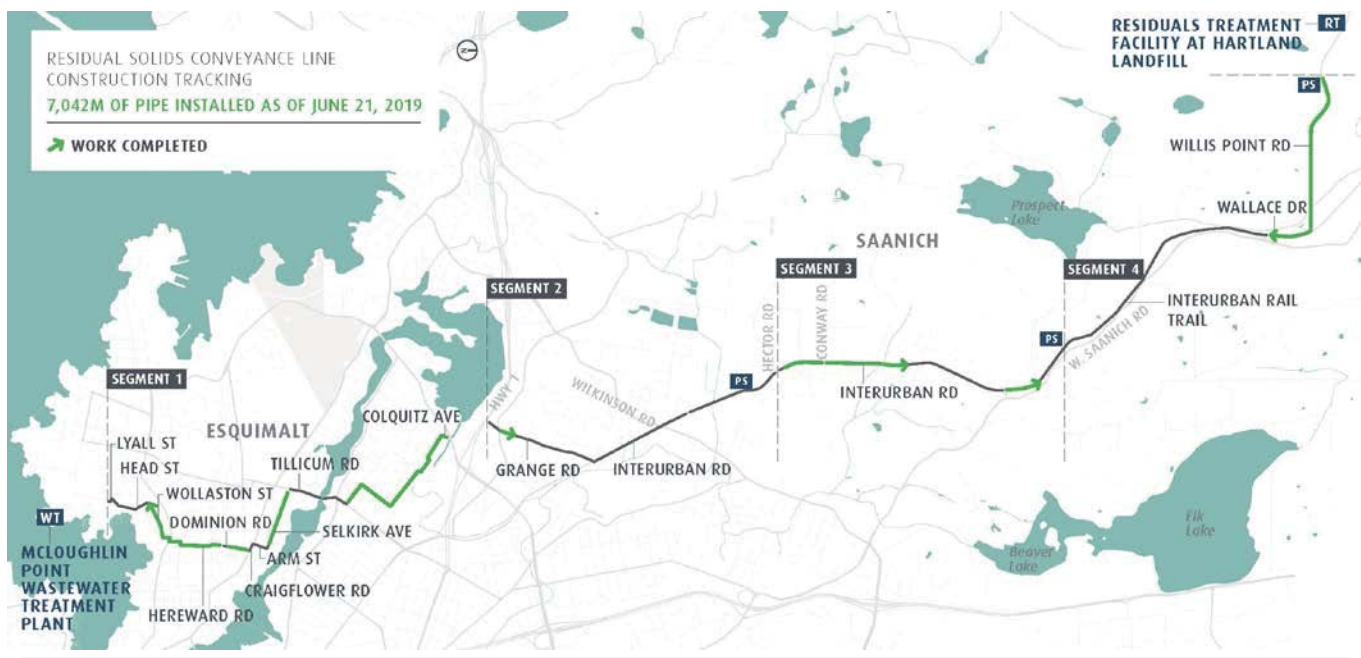 RESIDUAL SOLIDS CONVEYANCE LINE
CONSTRUCTION TRACKING
7,042M OF PIPE INSTALLED AS OF JUNE 21, 2019
WORK COMPLETED
N
RESIDUALS TREATMENT
FACILITY AT HARTLAND
LANDFILL
RT
PS
WILLIS POINT RD
WALLACE DR
Prospect
Lake
SAANICH
SEGMENT 4
SEGMENT 3
SEGMENT 2
INTERURBAN RAIL
TRAIL
W. SAANICH RD
PS
HECTOR RD
CONWAY RD
INTERURBAN RD
PS
WILKINSON RD
HWY 1
GRANGE RD
INTERURBAN RD
SEGMENT 1
ESQUIMALT
COLQUITZ AVE
LYALL ST
HEAD ST
TILLICUM RD
WOLLASTON ST
DOMINION RD
SELKIRK AVE
ARM ST
CRAIGFLOWER RD
HEREWARD RD
WT
MCLOUGHLIN
POINT
WASTEWATER
TREATMENT
PLANT
Elk
Lake
Beaver
Lake